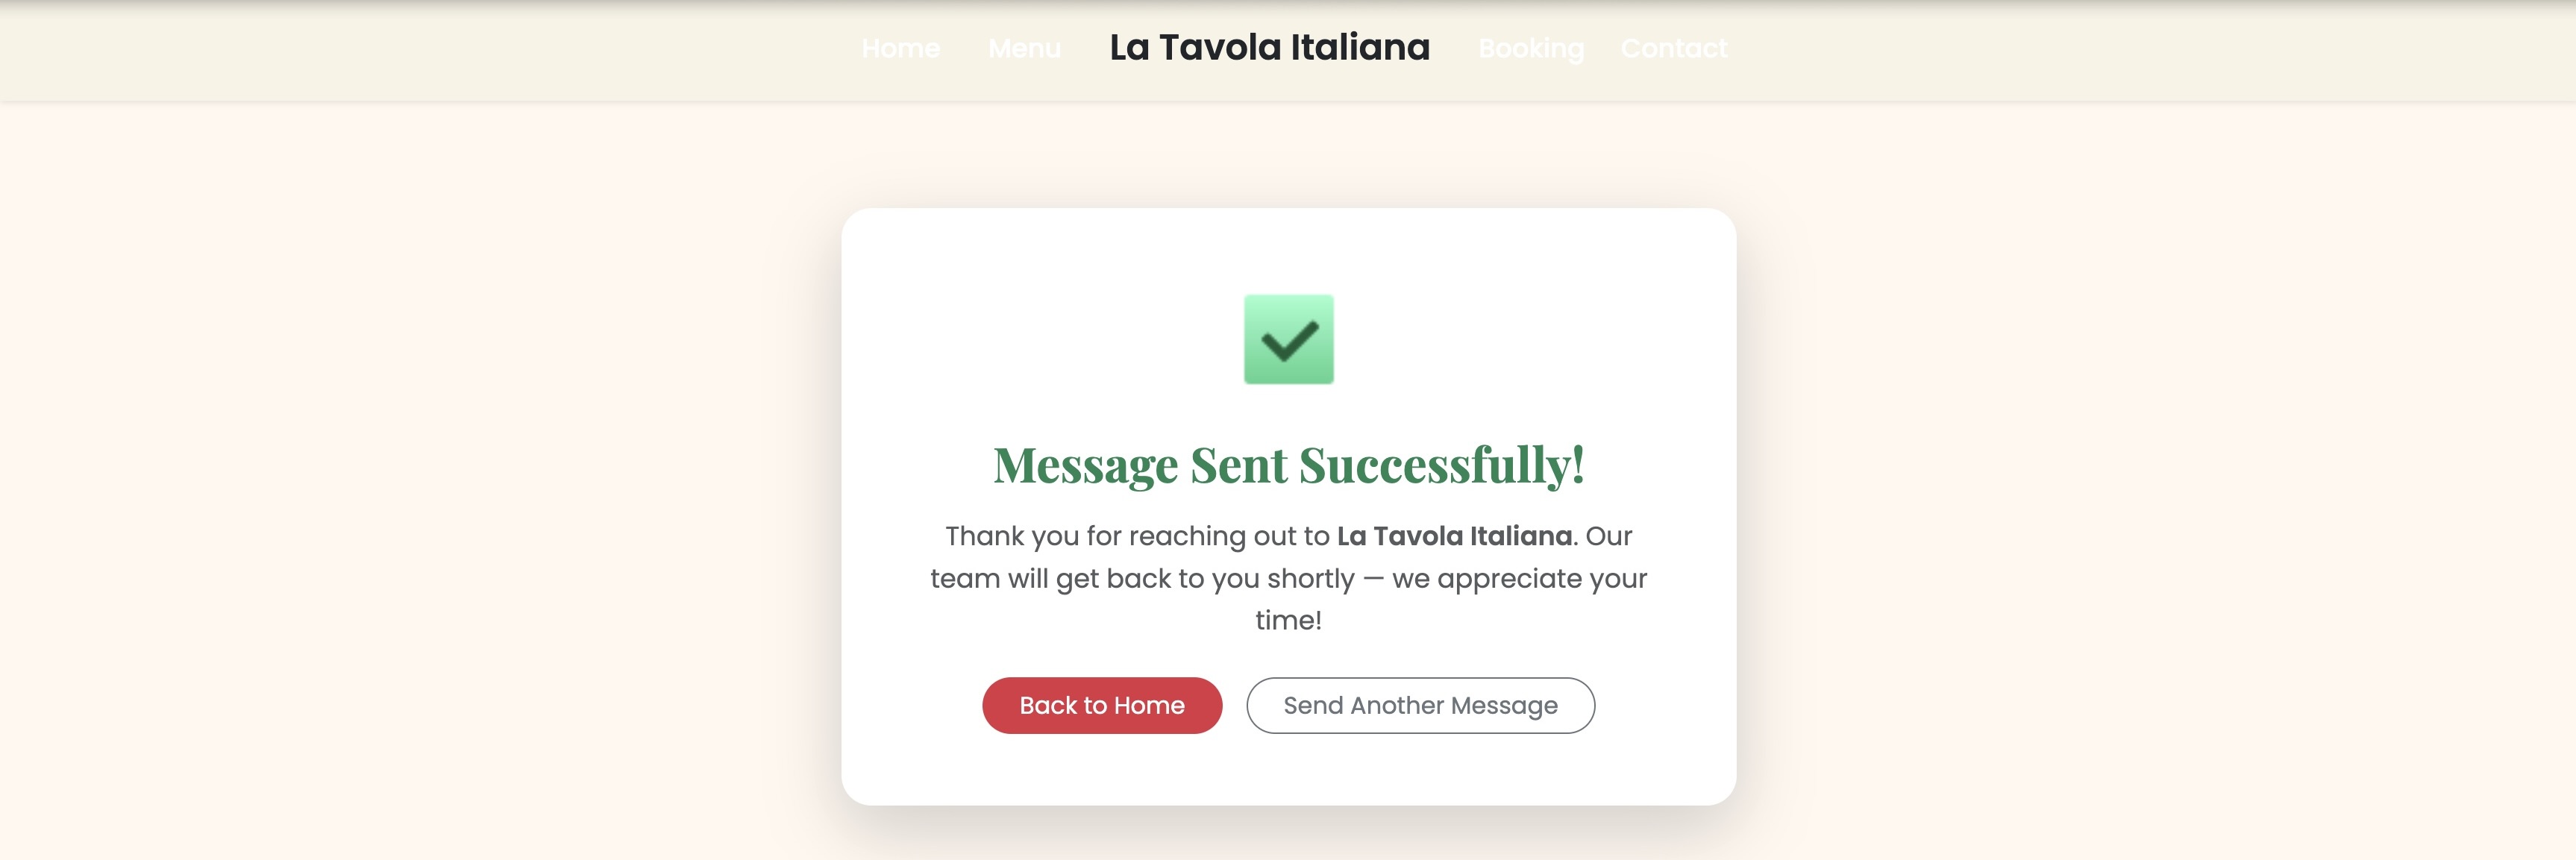 Home Menu La Tavola Italiana Booking Contact
Message Sent Successfully!
Thank you for reaching out to La Tavola Italiana. Our
team will get back to you shortly — we appreciate your
time!
Back to Home Send Another Message